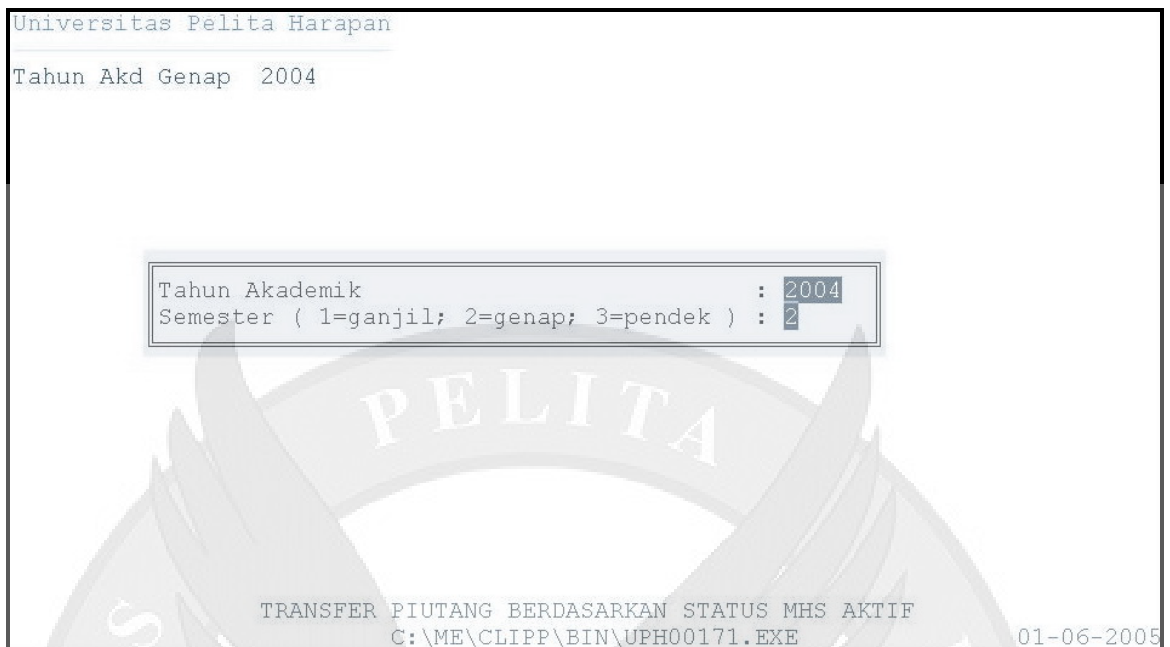 Universitas Pelita Harapan
Tahun Akd Genap 2004
Tahun Akademik : 2004
Semester ( 1=ganjil; 2=genap; 3=pendek ) : 2
PELITA
TRANSFER PIUTANG BERDASARKAN STATUS MHS AKTIF
C:\ME\CLIPP\BIN\UPH00171.EXE 01-06-2005